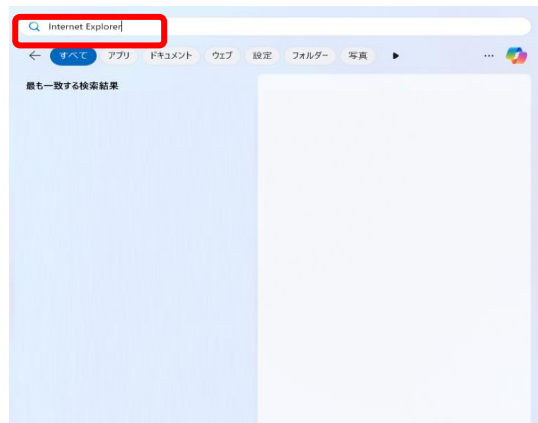 Internet Explorer
すべて アプリ ドキュメント ウェブ 設定 フォルダー 写真
最も一致する検索結果